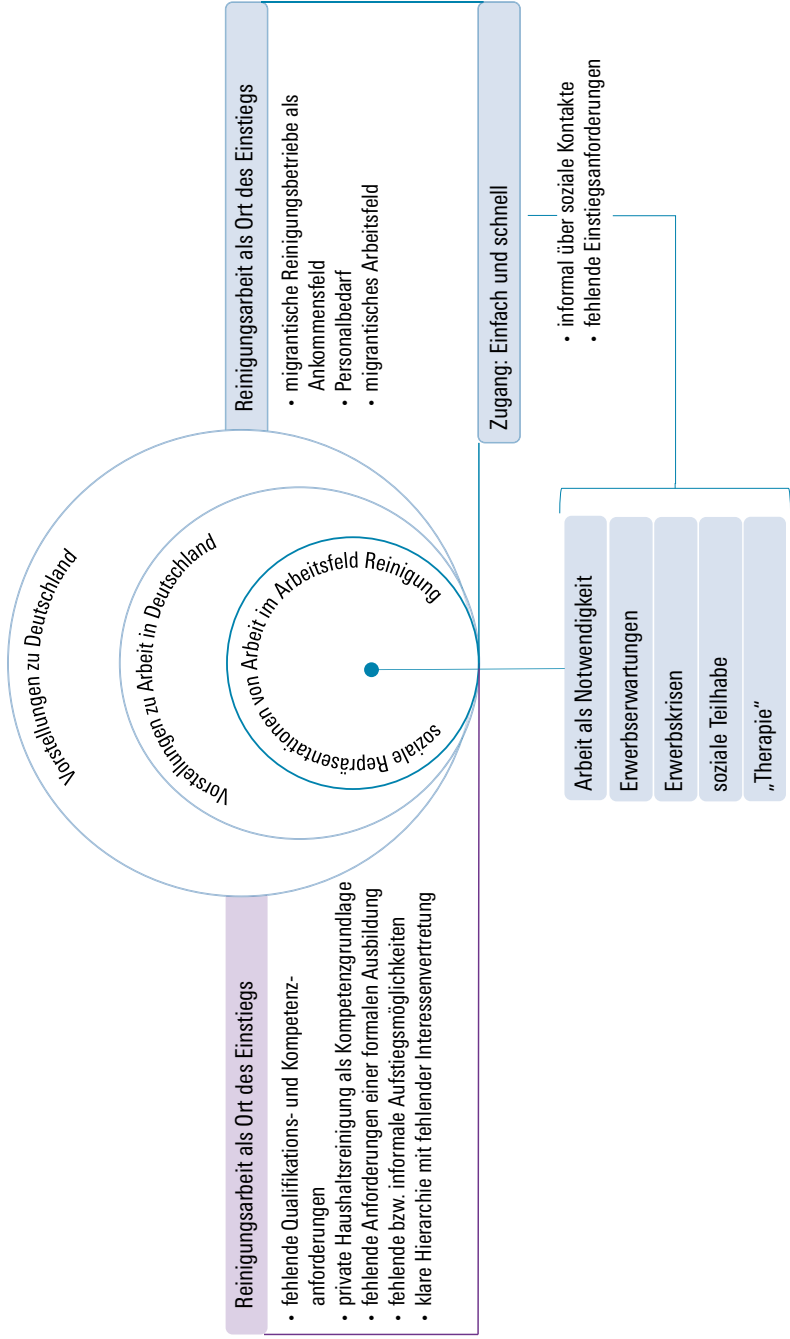 Vorstellungen zu Deutschland
Vorstellungen zu Arbeit in Deutschland
soziale Repräsentationen von Arbeit im Arbeitsfeld Reinigung
Reinigungsarbeit als Ort des Einstiegs
• fehlende Qualifikations- und Kompetenz-
anforderungen
• private Haushaltsreinigung als Kompetenzgrundlage
• fehlende Anforderungen einer formalen Ausbildung
• fehlende bzw. informale Aufstiegsmöglichkeiten
• klare Hierarchie mit fehlender Interessenvertretung
Reinigungsarbeit als Ort des Einstiegs
• migrantische Reinigungsbetriebe als
Ankommensfeld
• Personalbedarf
• migrantisches Arbeitsfeld
Zugang: Einfach und schnell
• informal über soziale Kontakte
• fehlende Einstiegsanforderungen
Arbeit als Notwendigkeit
Erwerbserwartungen
Erwerbskrisen
soziale Teilhabe
„Therapie“